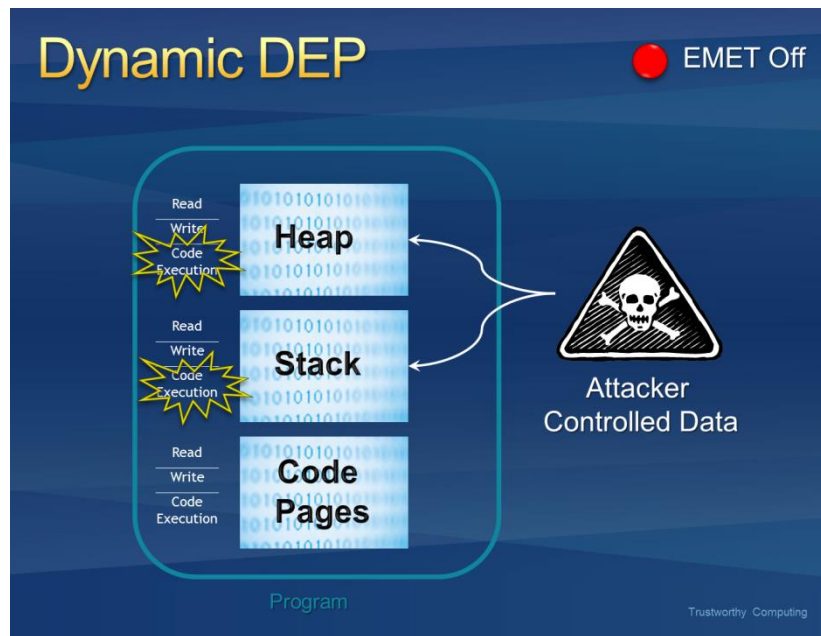 Dynamic DEP
EMET Off
Read
Write
Code
Execution
Heap
Read
Write
Code
Execution
Stack
Read
Write
Code
Execution
Code
Pages
Attacker
Controlled Data
Program
Trustworthy Computing